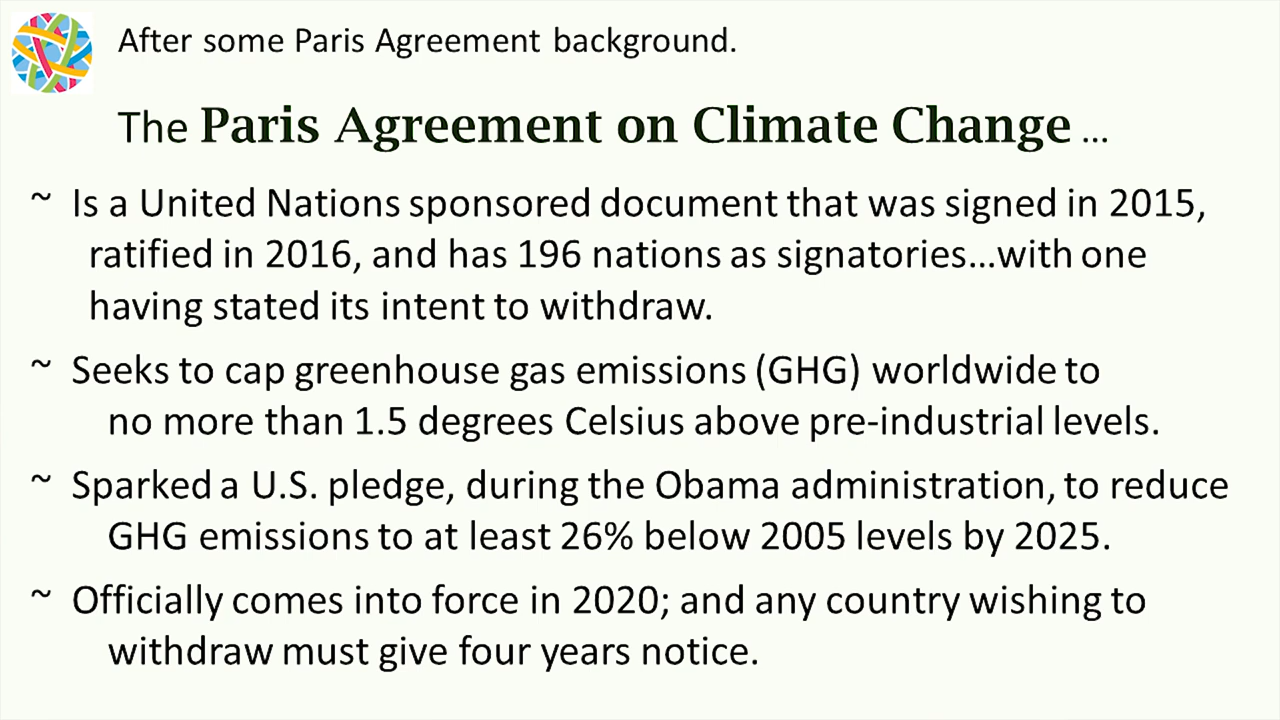 After some Paris Agreement background.
The Paris Agreement on Climate Change ...
~ Is a United Nations sponsored document that was signed in 2015,
ratified in 2016, and has 196 nations as signatories...with one
having stated its intent to withdraw.
~ Seeks to cap greenhouse gas emissions (GHG) worldwide to
no more than 1.5 degrees Celsius above pre-industrial levels.
~ Sparked a U.S. pledge, during the Obama administration, to reduce
GHG emissions to at least 26% below 2005 levels by 2025.
~ Officially comes into force in 2020; and any country wishing to
withdraw must give four years notice.